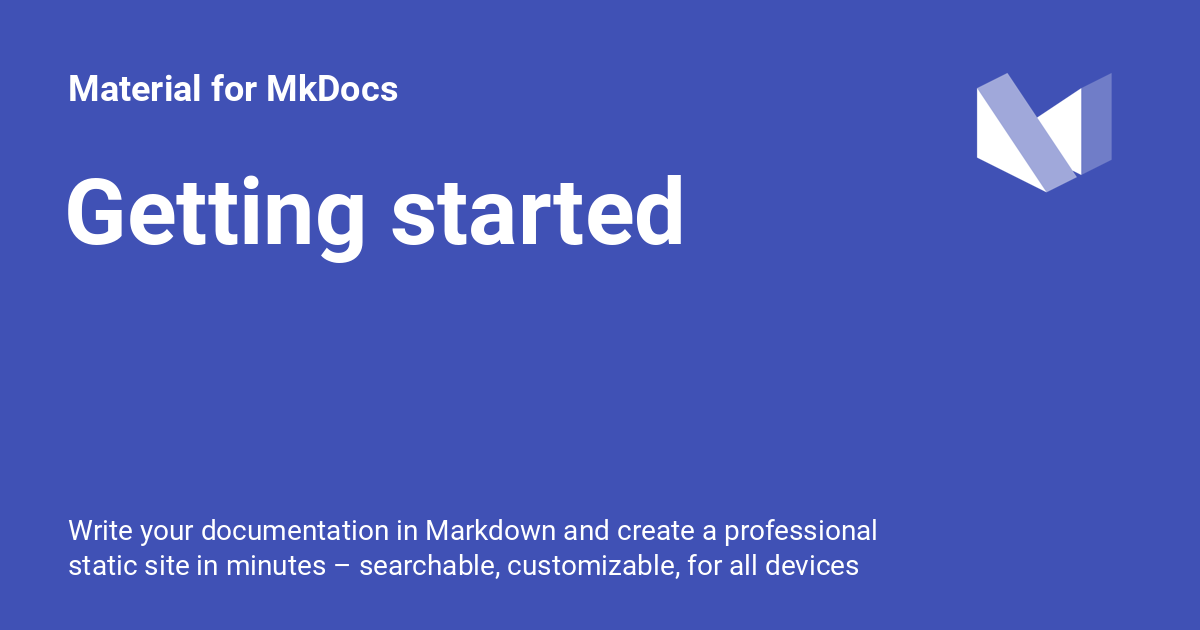 Material for MkDocs
Getting started
Write your documentation in Markdown and create a professional
static site in minutes – searchable, customizable, for all devices